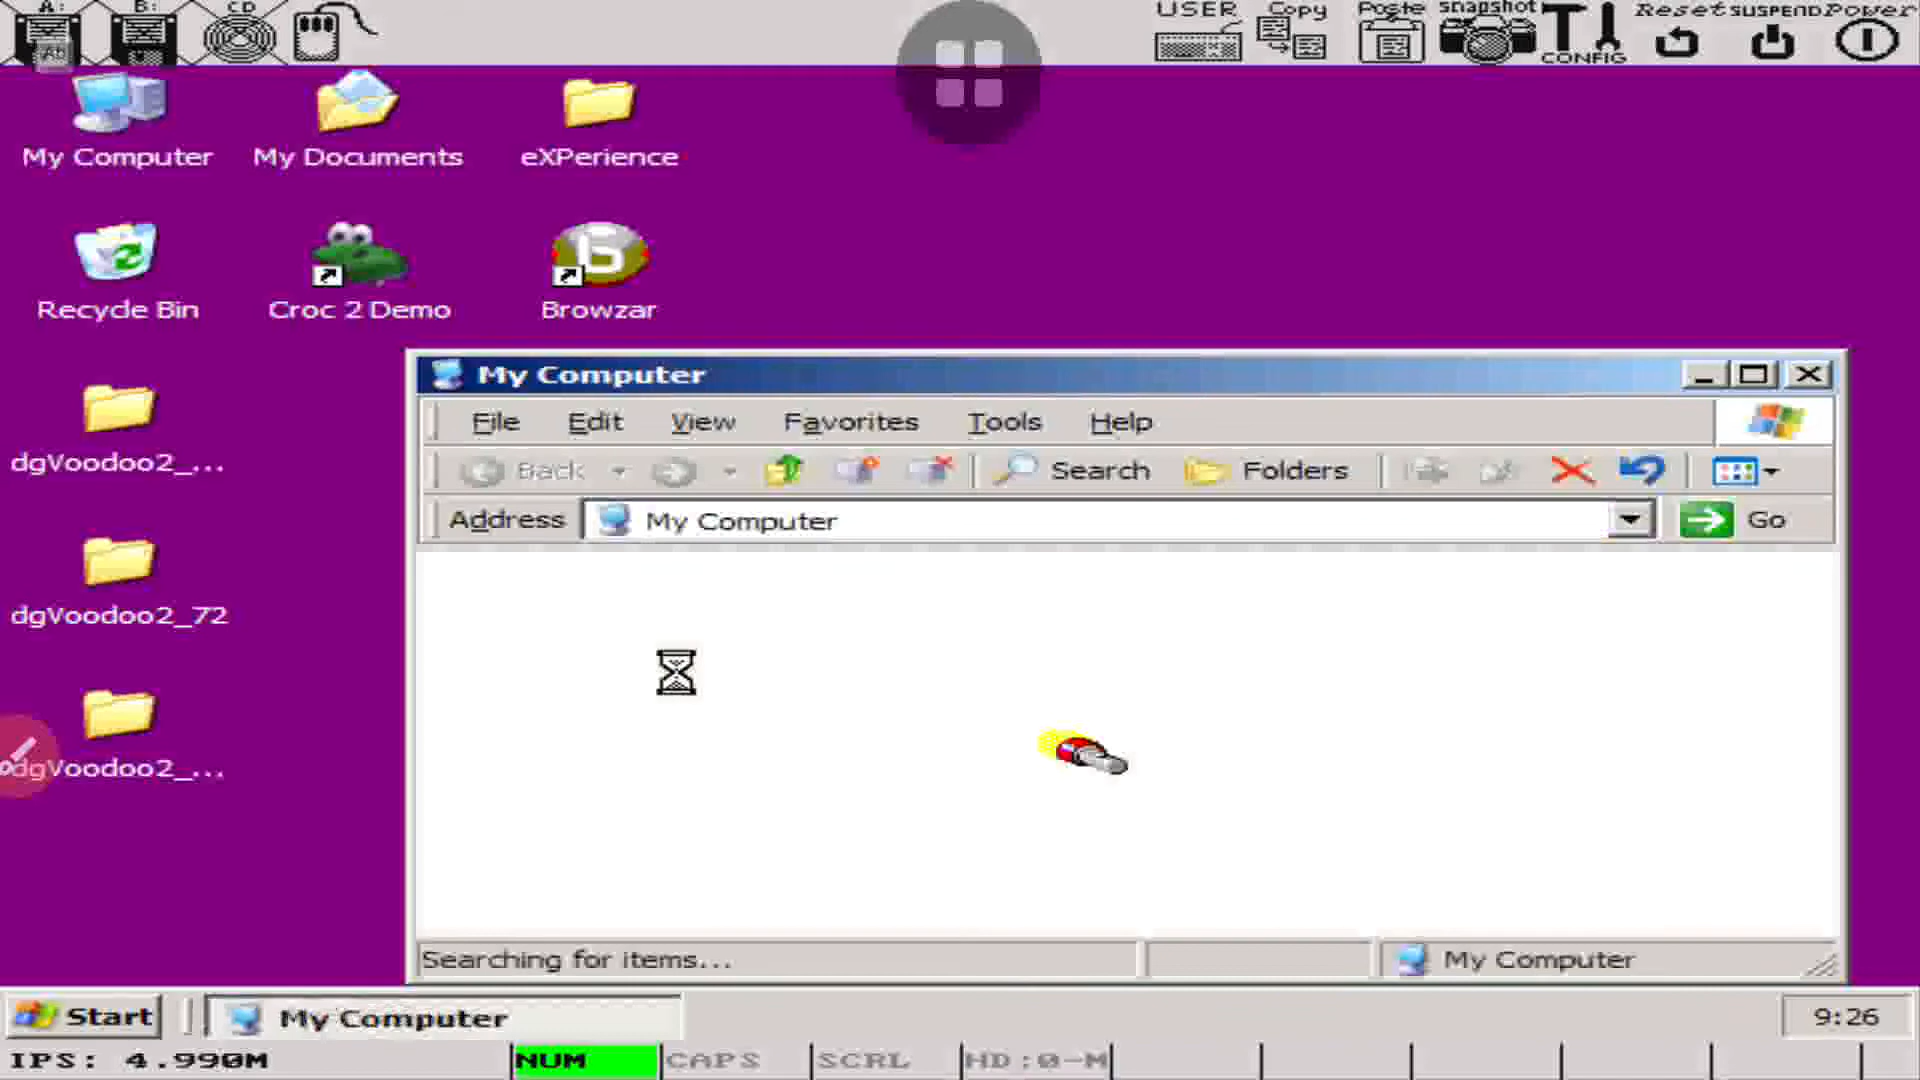 A: B: CD USER Copy Paste snapshot CONFIG Reset SUSPEND Power
My Computer My Documents eXPerience
Recycle Bin Croc 2 Demo Browzar
dgVoodoo2_...
dgVoodoo2_72
dgVoodoo2_...
My Computer
File Edit View Favorites Tools Help
Back Search Folders
Address My Computer Go
Searching for items... My Computer
Start My Computer 9:26
IPS: 4.990M NUM CAPS SCRL HD:0-M